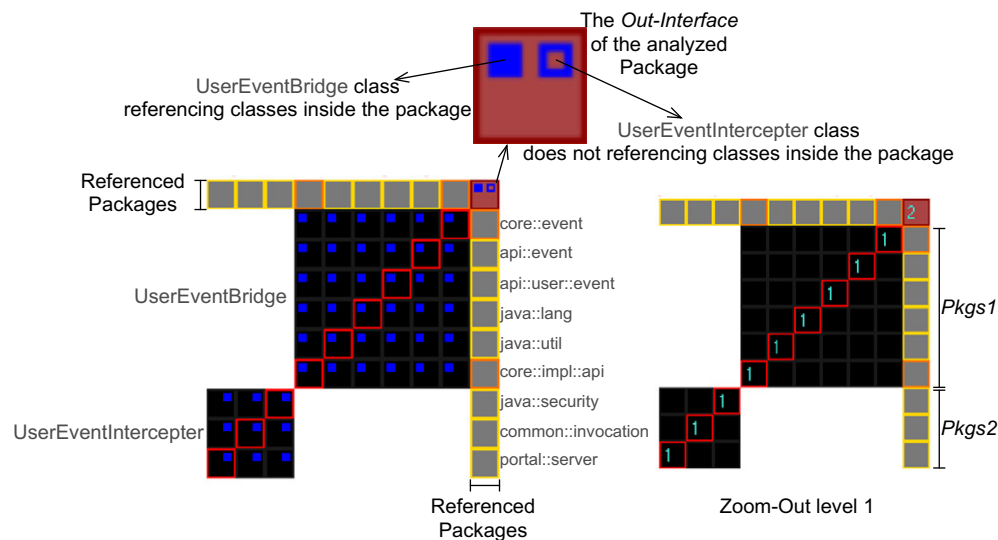 The Out-Interface
of the analyzed
Package
UserEventBridge class
referencing classes inside the package
UserEventIntercepter class
does not referencing classes inside the package
Referenced
Packages
core::event
api::event
api::user::event
java::lang
java::util
core::impl::api
java::security
common::invocation
portal::server
UserEventBridge
UserEventIntercepter
Referenced
Packages
2
1
1
1
1
1
1
1
1
1
Pkgs1
Pkgs2
Zoom-Out level 1